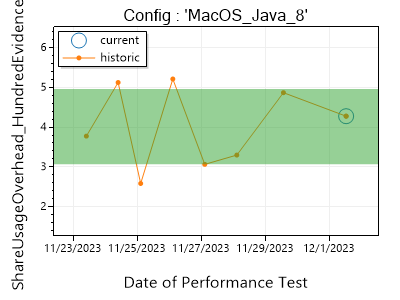 Config : 'MacOS_Java_8'
ShareUsageOverhead_HundredEvidence
current
historic
6
5
4
3
2
11/23/2023
11/25/2023
11/27/2023
11/29/2023
12/1/2023
Date of Performance Test